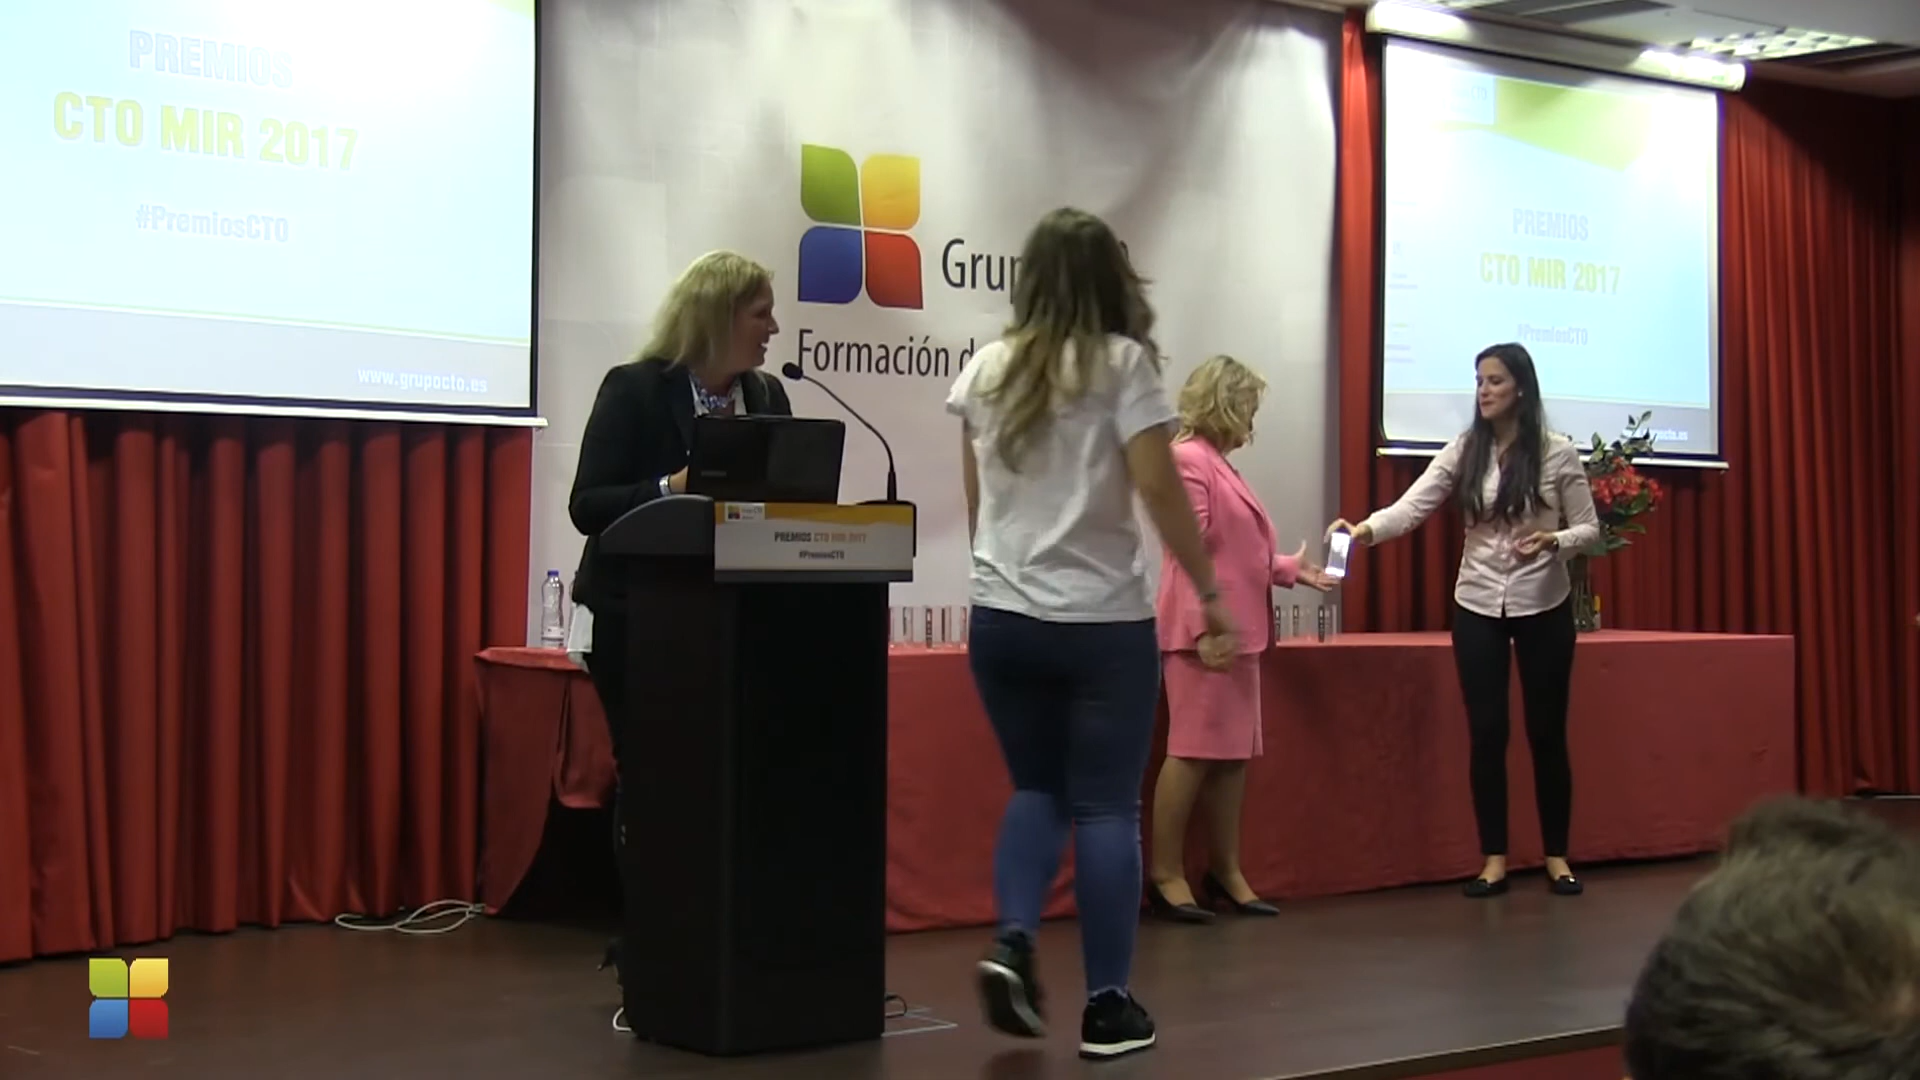 PREMIOS
CTO MIR 2017
#PremiosCTO
www.grupocto.es
Grup
Formación d
PREMIOS
CTO MIR 2017
#PremiosCTO
PREMIOS CTO MIR 2017
#PremiosCTO